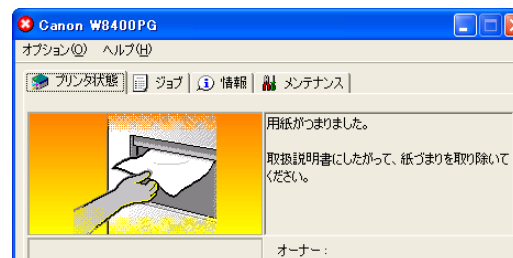 Canon W8400PG
オプション(O) ヘルプ(H)
プリンタ状態 ジョブ 情報 メンテナンス
用紙がつまりました。
取扱説明書にしたがって、紙づまりを取り除いて
ください。
オーナー :